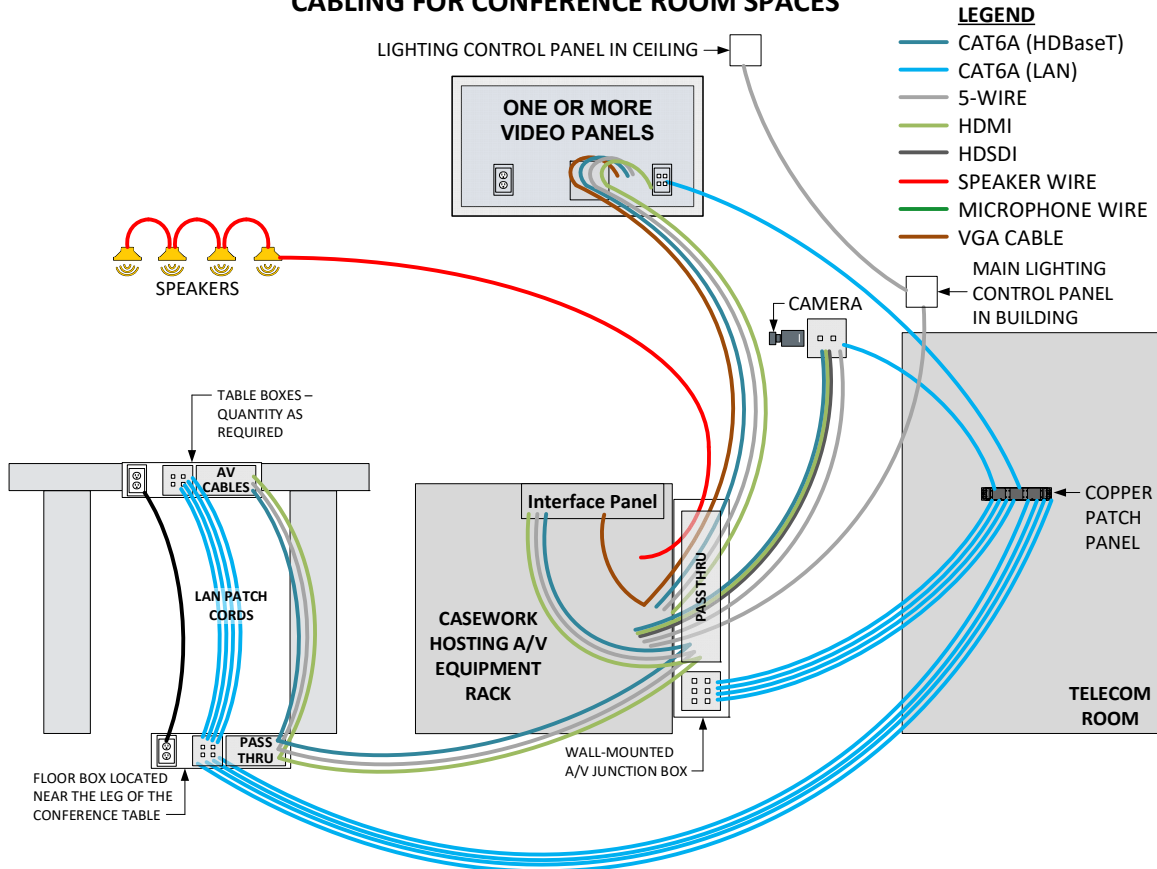 CABLING FOR CONFERENCE ROOM SPACES
LEGEND
CAT6A (HDBaseT)
CAT6A (LAN)
5-WIRE
HDMI
HDSDI
SPEAKER WIRE
MICROPHONE WIRE
VGA CABLE
LIGHTING CONTROL PANEL IN CEILING
ONE OR MORE
VIDEO PANELS
MAIN LIGHTING
CONTROL PANEL
IN BUILDING
SPEAKERS
CAMERA
TABLE BOXES –
QUANTITY AS
REQUIRED
AV
CABLES
Interface Panel
COPPER
PATCH
PANEL
PASS THRU
LAN PATCH
CORDS
CASEWORK
HOSTING A/V
EQUIPMENT
RACK
TELECOM
ROOM
PASS
THRU
WALL-MOUNTED
A/V JUNCTION BOX
FLOOR BOX LOCATED
NEAR THE LEG OF THE
CONFERENCE TABLE